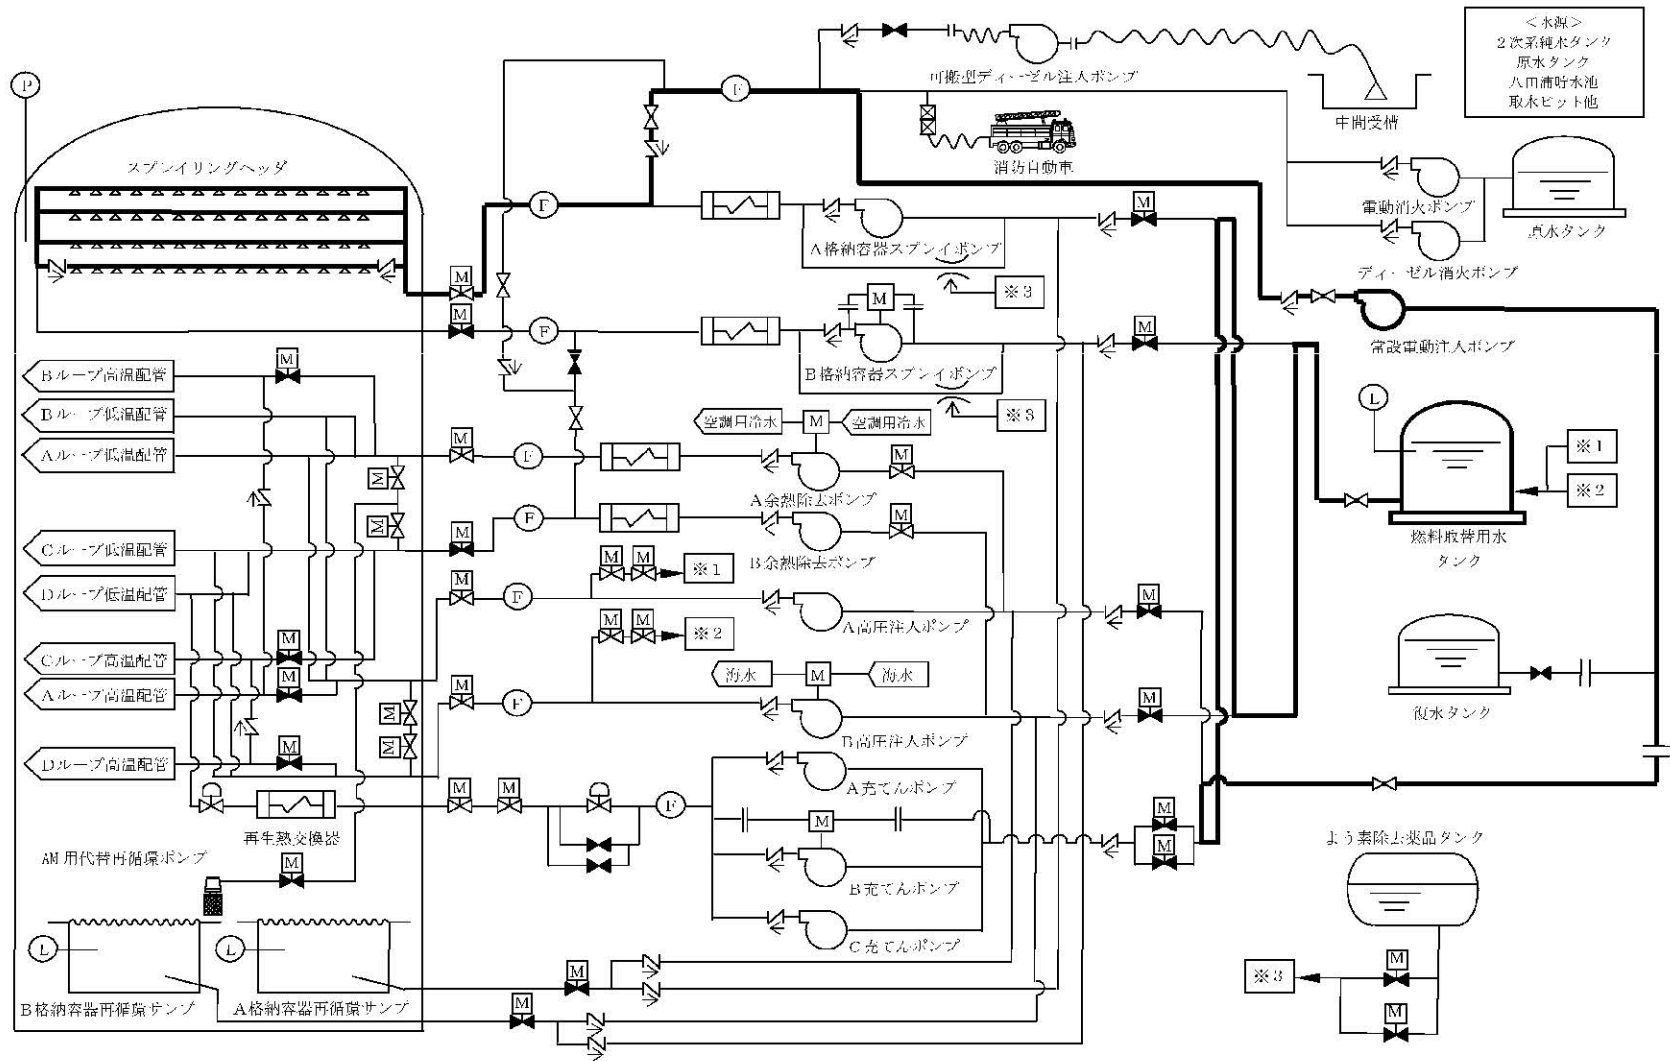 <水源>
2次系純水タンク
原水タンク
八田浦貯水池
取水ピット他
可搬型ディーゼル注入ポンプ
中間受槽
消防自動車
P
F
スプレイリングヘッダ
電動消火ポンプ
原水タンク
F
M
A格納容器スプレイポンプ
ディーゼル消火ポンプ
M
※3
M
M
F
M
常設電動注入ポンプ
B格納容器スプレイポンプ
Bループ高温配管
M
※3
L
Bループ低温配管
空調用冷水
M
空調用冷水
Aループ低温配管
M
F
M
※1
M
※2
A余熱除去ポンプ
M
F
M
Cループ低温配管
M
燃料取替用水
タンク
B余熱除去ポンプ
M
M
※1
Dループ低温配管
M
F
M
A高圧注入ポンプ
M
M
※2
Cループ高温配管
M
海水
M
海水
Aループ高温配管
M
M
F
M
M
復水タンク
B高圧注入ポンプ
M
Dループ高温配管
M
A充てんポンプ
M
M
F
M
M
再生熱交換器
M
よう素除去薬品タンク
AM用代替再循環ポンプ
M
B充てんポンプ
C充てんポンプ
L
L
M
M
※3
B格納容器再循環サンプ
A格納容器再循環サンプ
M
M